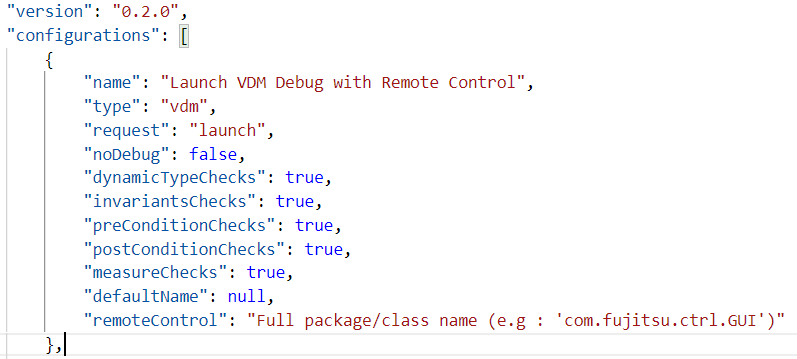 "version": "0.2.0",
"configurations": [
{
"name": "Launch VDM Debug with Remote Control",
"type": "vdm",
"request": "launch",
"noDebug": false,
"dynamicTypeChecks": true,
"invariantsChecks": true,
"preConditionChecks": true,
"postConditionChecks": true,
"measureChecks": true,
"defaultName": null,
"remoteControl": "Full package/class name (e.g : 'com.fujitsu.ctrl.GUI')"
},